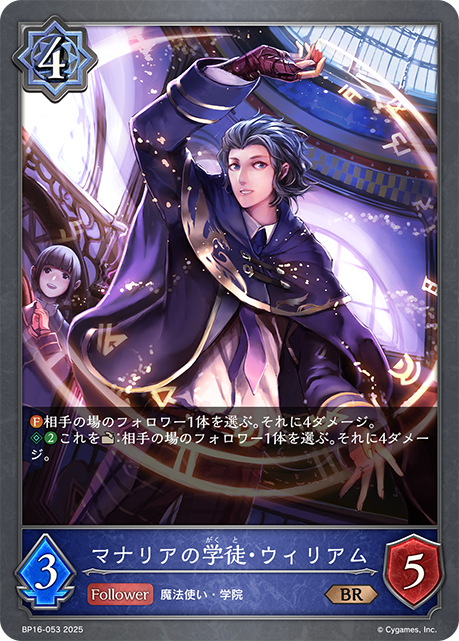 4
F相手の場のフォロワー1体を選ぶ。それに4ダメージ。
2これを:相手の場のフォロワー1体を選ぶ。それに4ダメー
ジ。
がくと
マナリアの学徒・ウィリアム
3
Follower 魔法使い・学院
BR
5
BP16-053 2025
© Cygames, Inc.